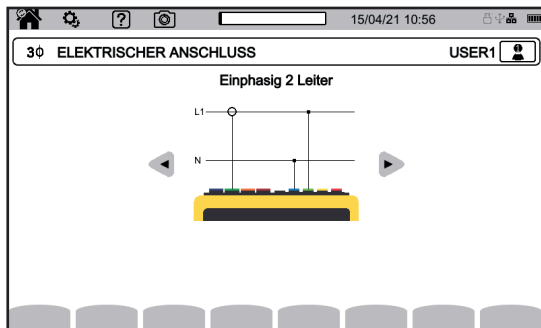 15/04/21 10:56
3Φ ELEKTRISCHER ANSCHLUSS USER1
Einphasig 2 Leiter
L1
N